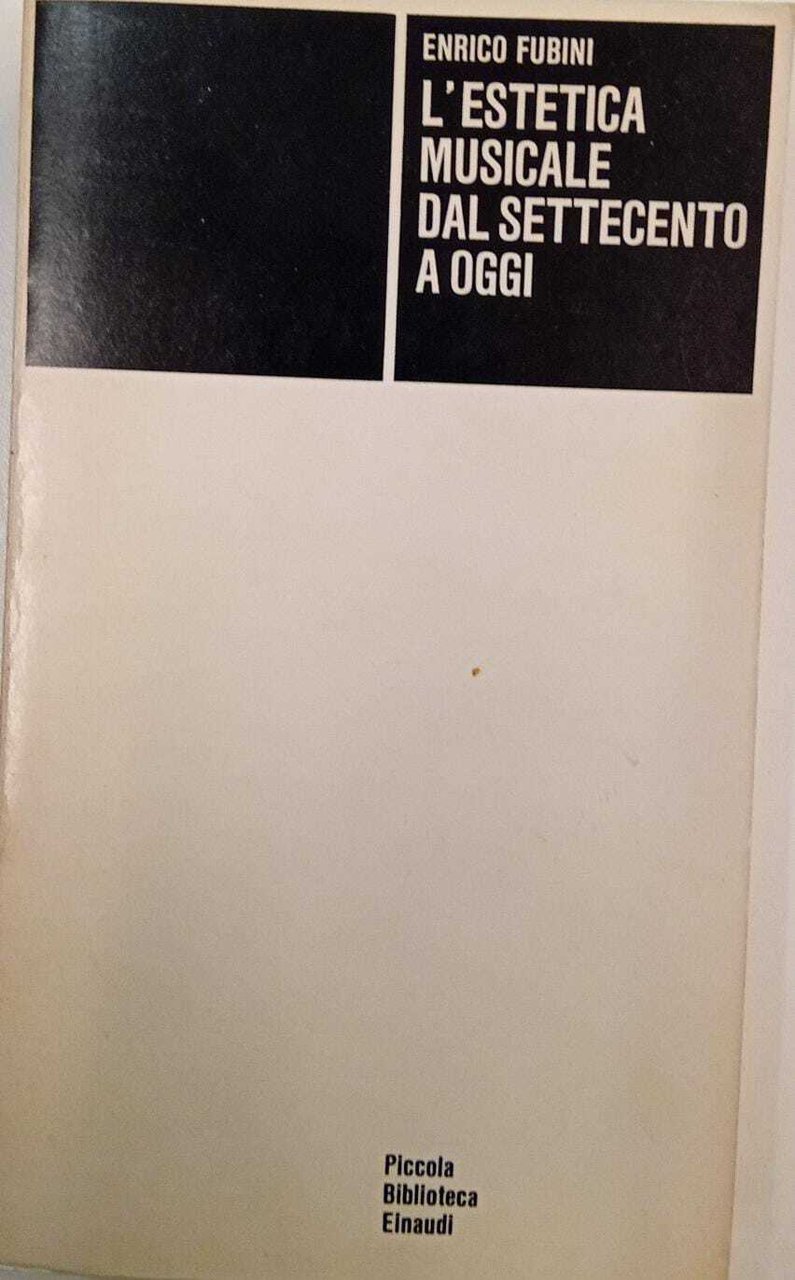 ENRICO FUBINI
L'ESTETICA
MUSICALE
DAL SETTECENTO
A OGGI
Piccola
Biblioteca
Einaudi